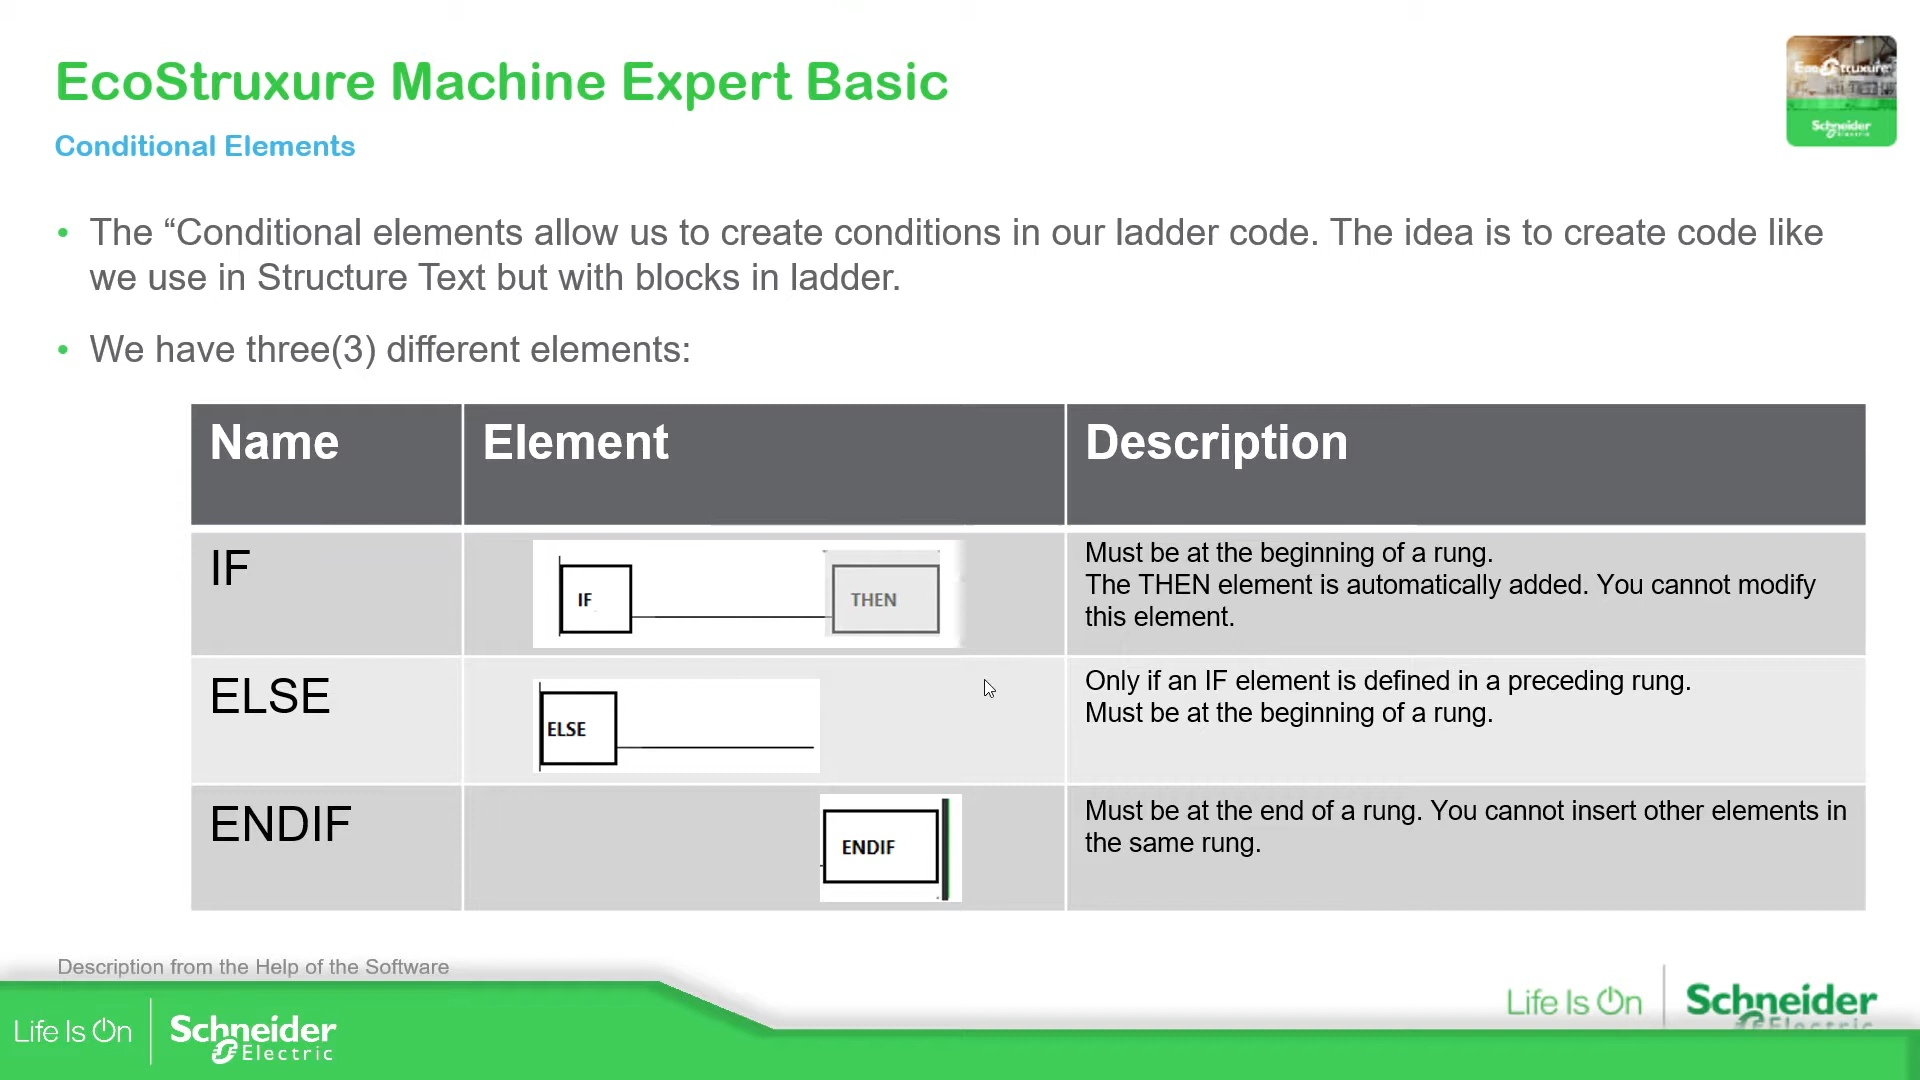 EcoStruxure Machine Expert Basic
EcoStruxure
Schneider
Electric
Conditional Elements
• The “Conditional elements allow us to create conditions in our ladder code. The idea is to create code like
we use in Structure Text but with blocks in ladder.
• We have three(3) different elements:
Name Element Description
IF
IF THEN
Must be at the beginning of a rung.
The THEN element is automatically added. You cannot modify
this element.
ELSE
ELSE
Only if an IF element is defined in a preceding rung.
Must be at the beginning of a rung.
ENDIF
ENDIF
Must be at the end of a rung. You cannot insert other elements in
the same rung.
Description from the Help of the Software
Life Is On Schneider
Electric
Life Is On Schneider
Electric